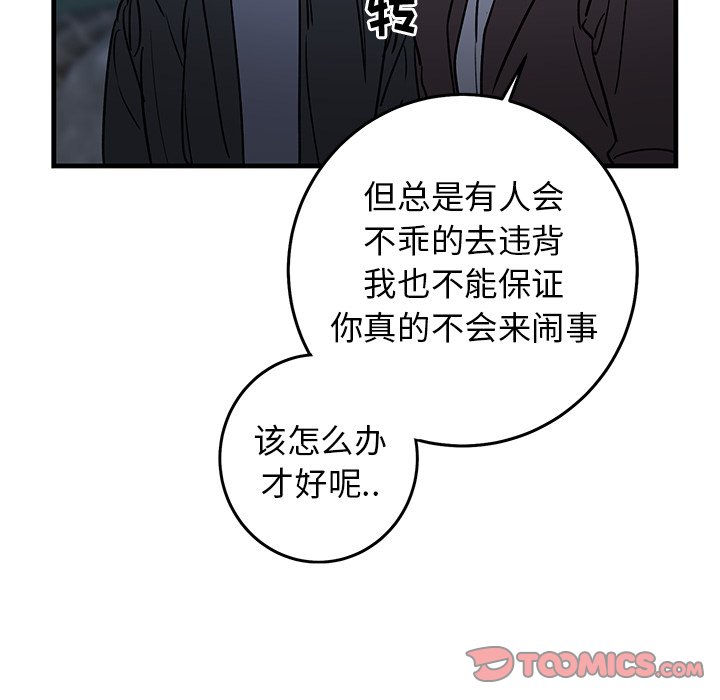 转
但总是有人会
不乖的去违背
我也不能保证
你真的不会来闹事
该怎么办
才好呢..
TOOMICS.COM